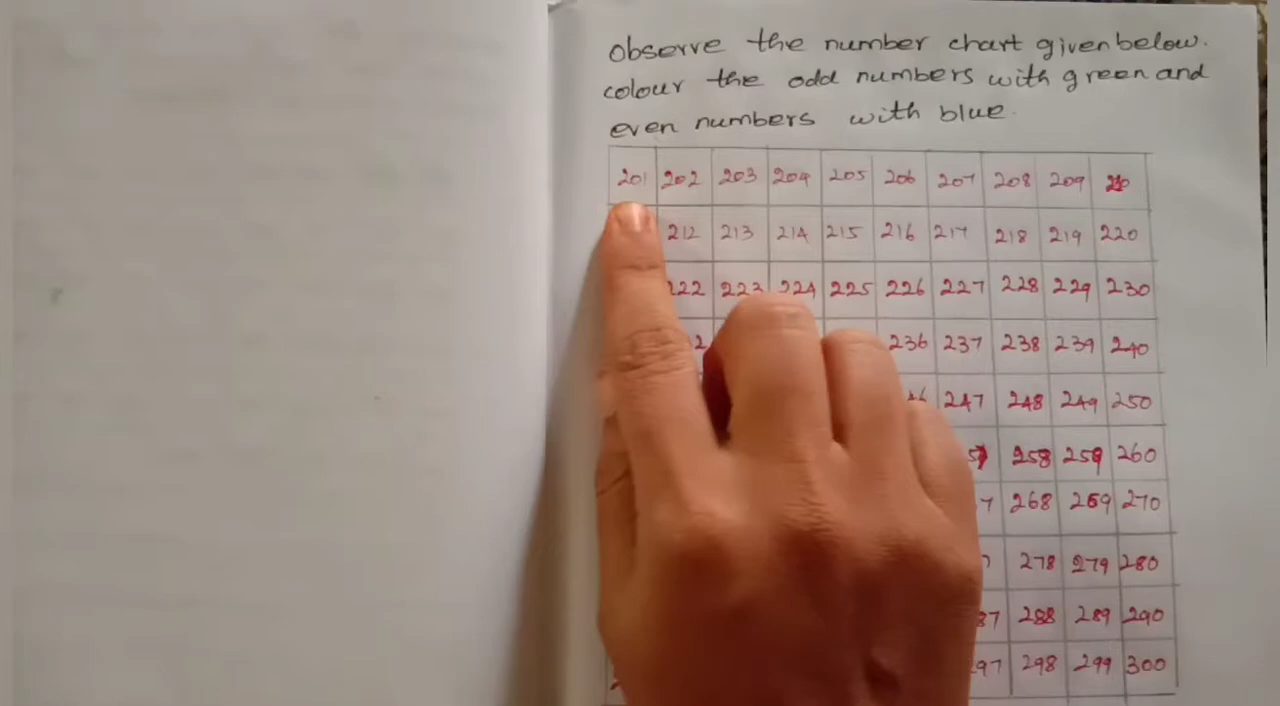 observe the number chart given below.
colour the odd numbers with green and
even numbers with blue.
201 202 203 204 205 206 207 208 209 210
212 213 214 215 216 217 218 219 220
222 223 224 225 226 227 228 229 230
236 237 238 239 240
247 248 249 250
258 259 260
268 269 270
278 279 280
288 289 290
298 299 300